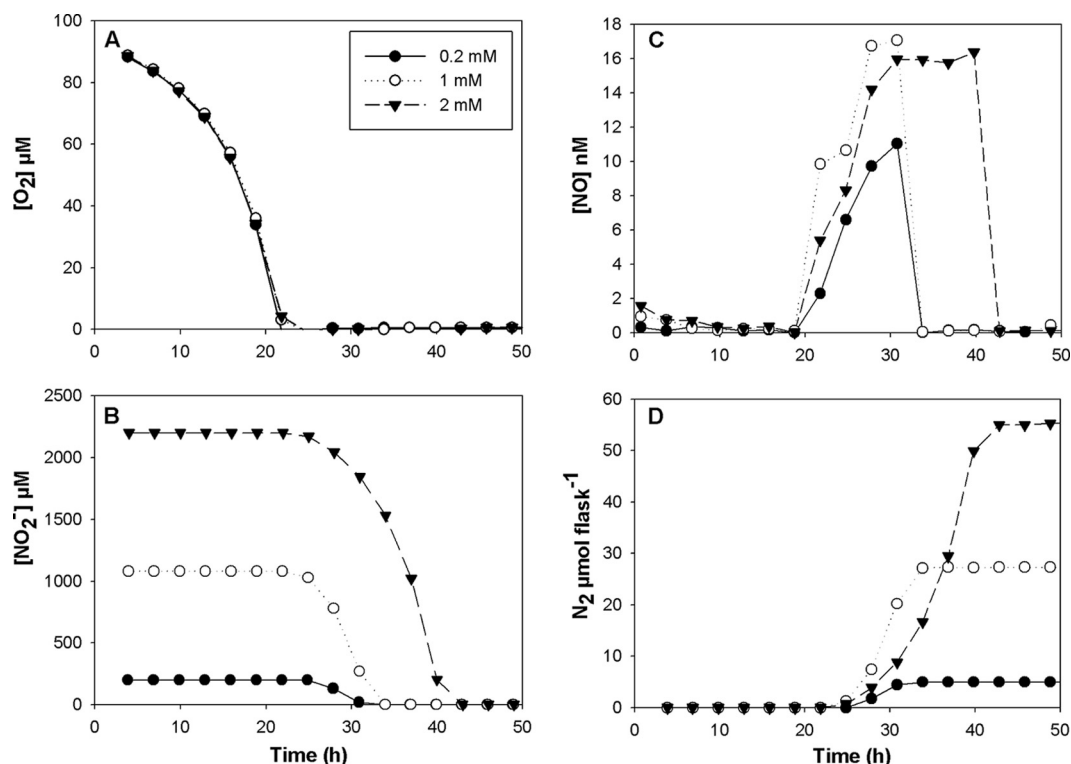 A
[O2] µM
100
80
60
40
20
0
0 10 20 30 40 50
0.2 mM
1 mM
2 mM
C
[NO] nM
18
16
14
12
10
8
6
4
2
0
0 10 20 30 40 50
B
[NO2-] µM
2500
2000
1500
1000
500
0
0 10 20 30 40 50
Time (h)
D
N2 µmol flask-1
60
50
40
30
20
10
0
0 10 20 30 40 50
Time (h)